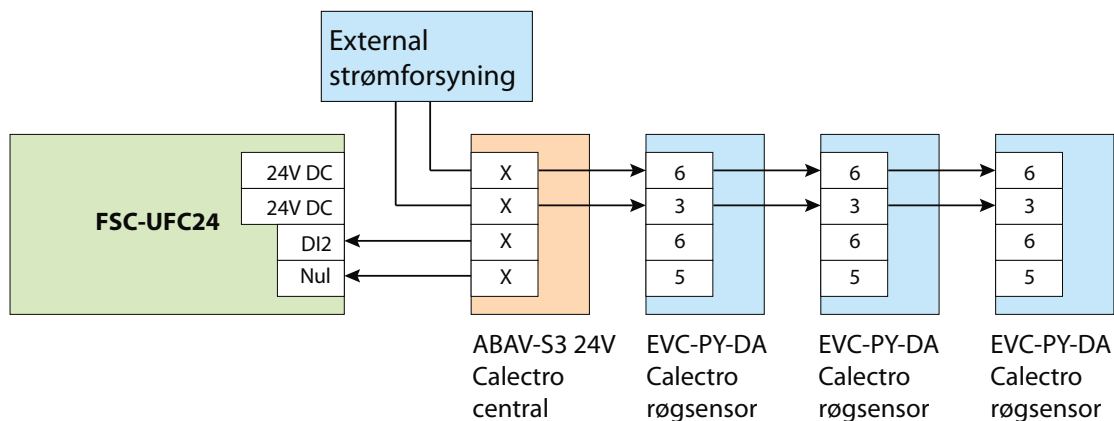 External
strømforsyning
FSC-UFC24
24V DC
24V DC
DI2
Nul
X
X
X
X
6
3
6
5
6
3
6
5
6
3
6
5
ABAV-S3 24V
Calectro
central
EVC-PY-DA
Calectro
røgsensor
EVC-PY-DA
Calectro
røgsensor
EVC-PY-DA
Calectro
røgsensor